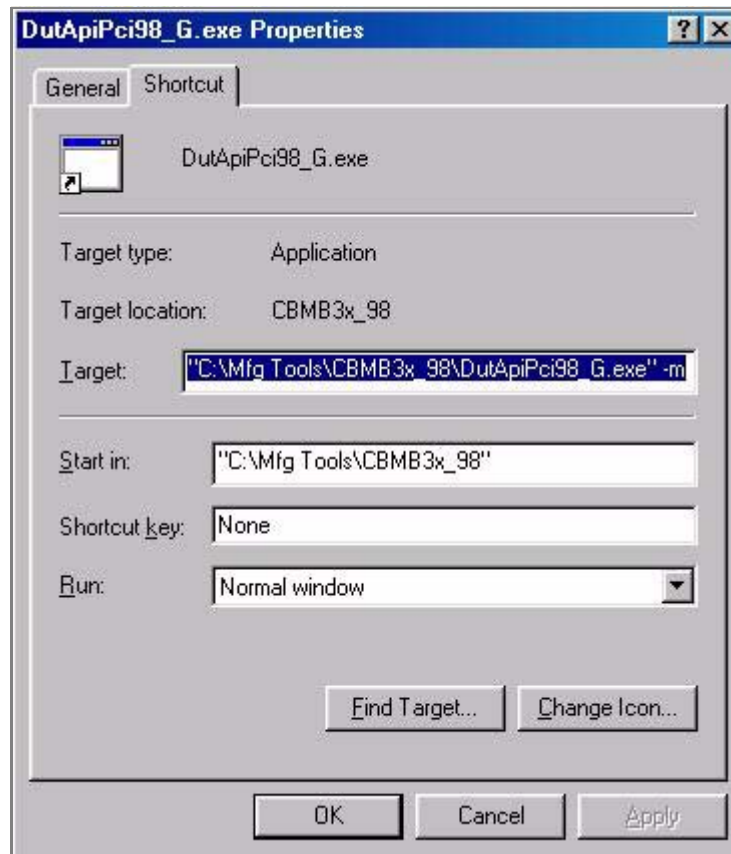 DutApiPci98_G.exe Properties
General Shortcut
DutApiPci98_G.exe
Target type: Application
Target location: CBMB3x_98
Target: "C:\Mfg Tools\CBMB3x_98\DutApiPci98_G.exe" -m
Start in: "C:\Mfg Tools\CBMB3x_98"
Shortcut key: None
Run: Normal window
Find Target... Change Icon...
OK Cancel Apply